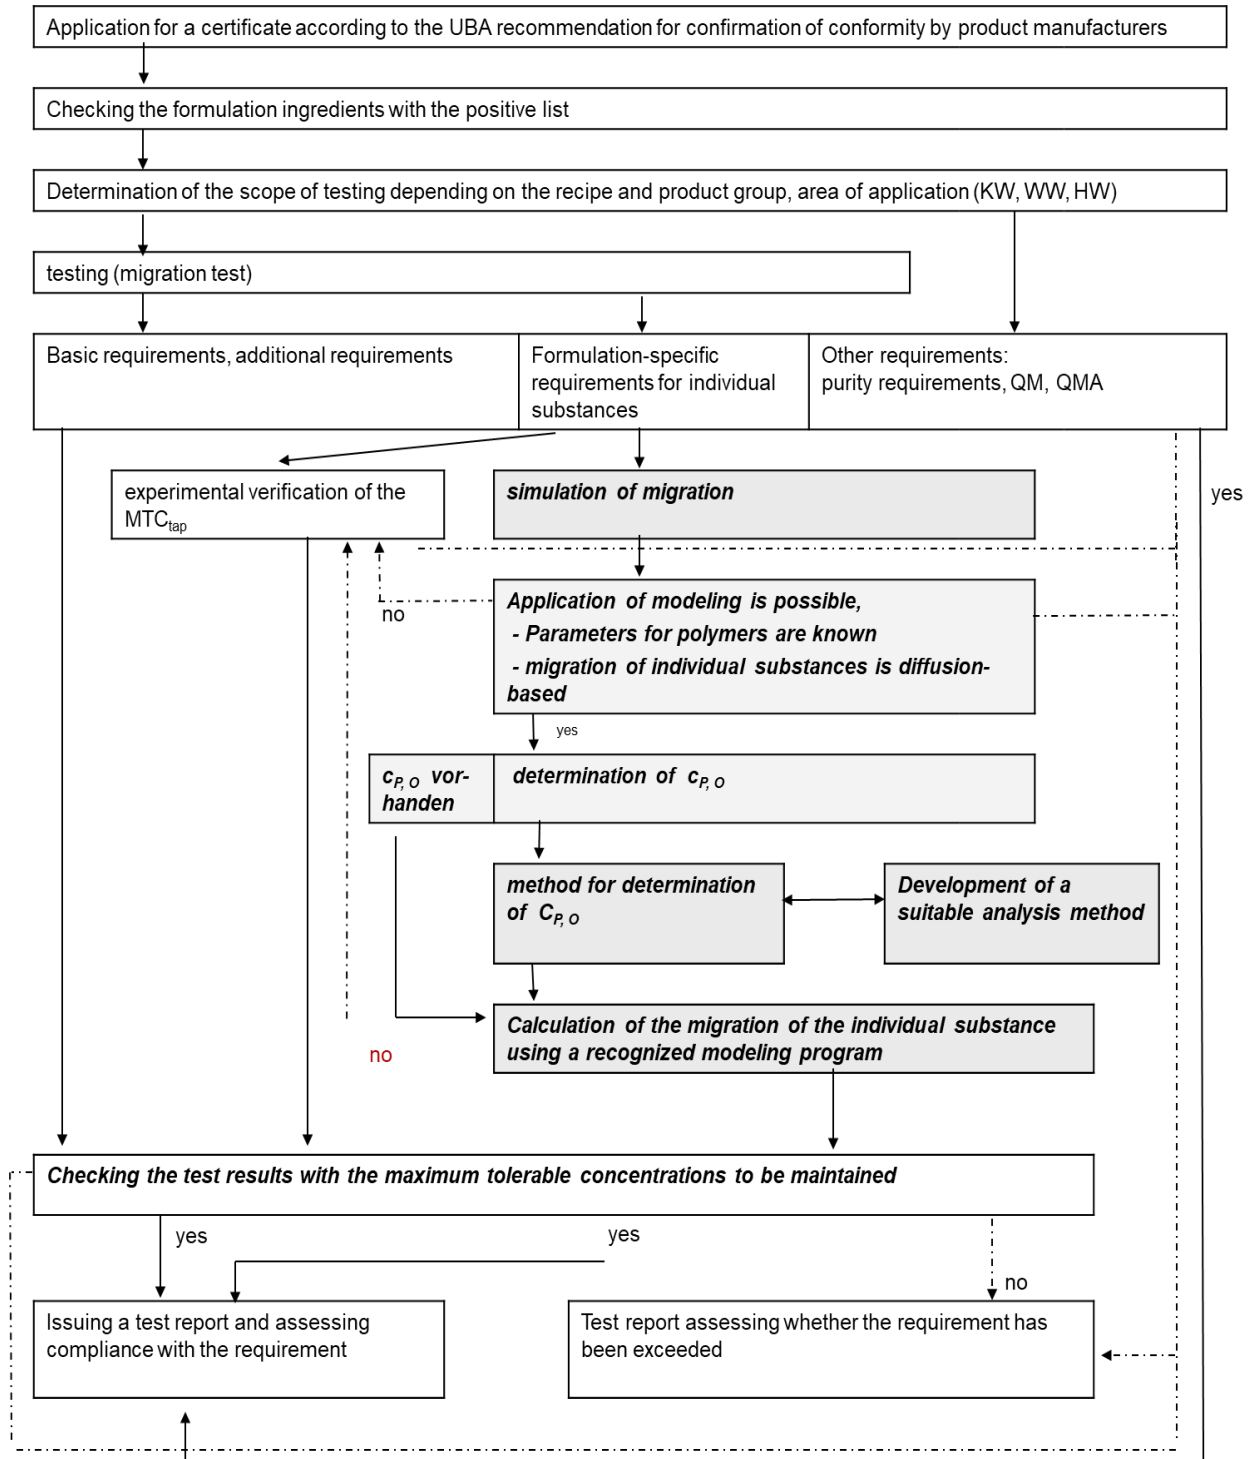 Application for a certificate according to the UBA recommendation for confirmation of conformity by product manufacturers
Checking the formulation ingredients with the positive list
Determination of the scope of testing depending on the recipe and product group, area of application (KW, WW, HW)
testing (migration test)
Basic requirements, additional requirements
Formulation-specific
requirements for individual
substances
Other requirements:
purity requirements, QM, QMA
experimental verification of the
MTCtap
simulation of migration
yes
no
Application of modeling is possible,
- Parameters for polymers are known
- migration of individual substances is diffusion-
based
yes
cP, O vor-
handen
determination of cP, O
method for determination
of CP, O
Development of a
suitable analysis method
Calculation of the migration of the individual substance
using a recognized modeling program
no
Checking the test results with the maximum tolerable concentrations to be maintained
yes
yes
no
Issuing a test report and assessing
compliance with the requirement
Test report assessing whether the requirement has
been exceeded